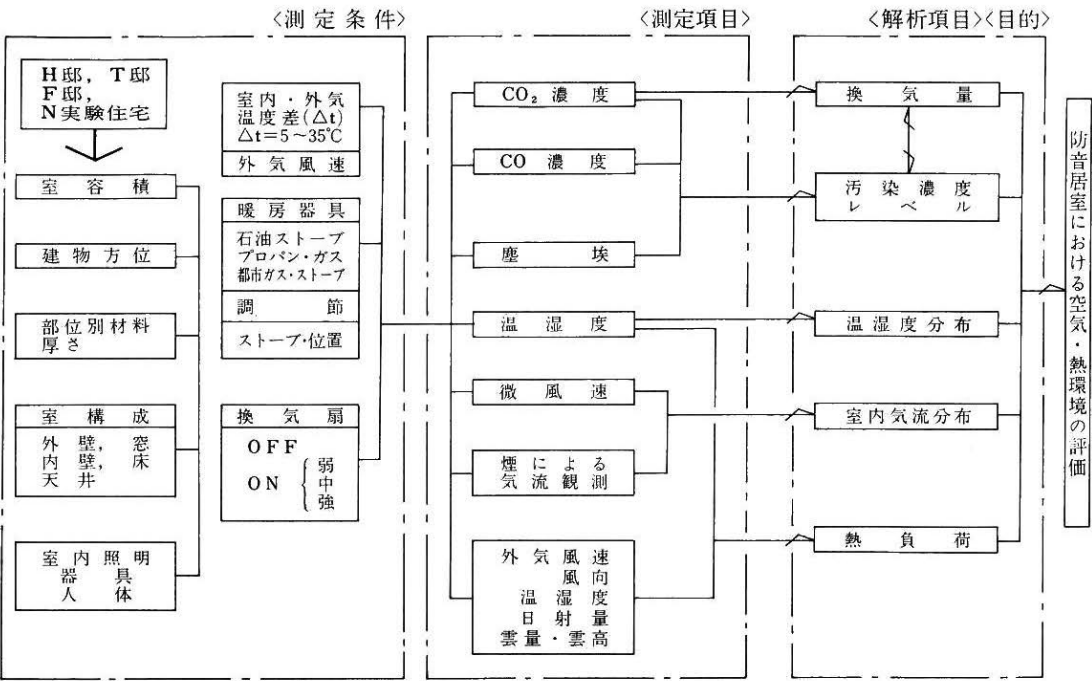 〈測定条件〉
H邸，T邸
F邸，
N実験住宅
室容積
建物方位
部位別材料
厚さ
室構成
外壁，窓
内壁，床
天井
室内照明
器具
人体
室内・外気
温度差(△t)
△t＝5～35℃
外気風速
暖房器具
石油ストーブ
プロパン・ガス
都市ガス・ストーブ
調節
ストーブ・位置
換気扇
OFF
ON
弱
中
強
〈測定項目〉
CO₂濃度
CO濃度
塵埃
温湿度
微風速
煙による
気流観測
外気風速
風向
温湿度
日射量
雲量・雲高
〈解析項目〉
換気量
汚染濃度
レベル
温湿度分布
室内気流分布
熱負荷
〈目的〉
防音居室における空気・熱環境の評価